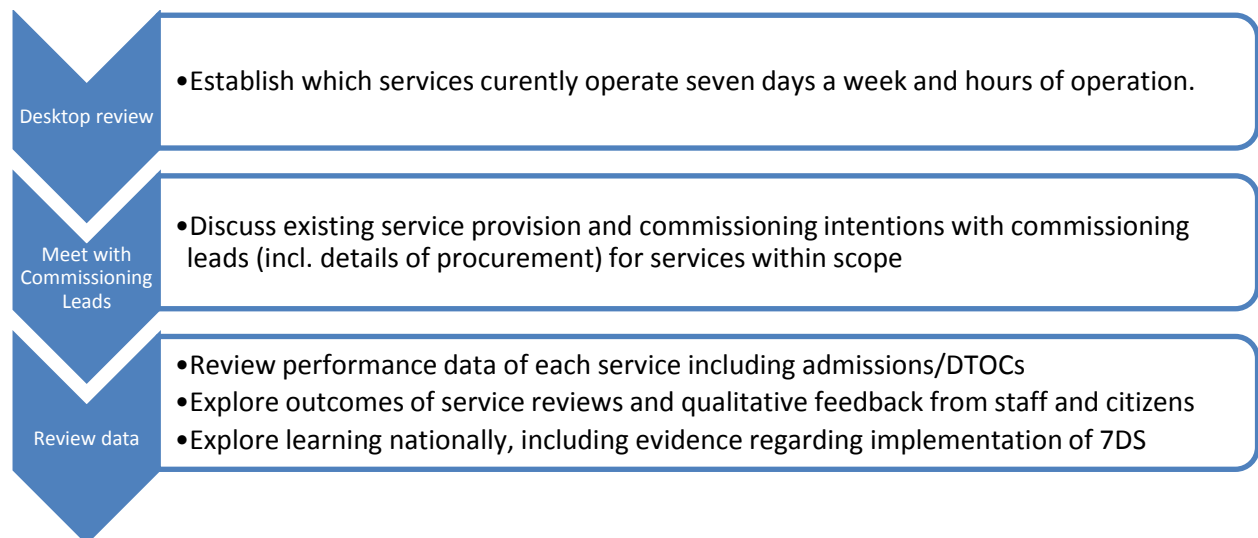 Desktop review
•Establish which services curently operate seven days a week and hours of operation.
Meet with
Commissioning
Leads
•Discuss existing service provision and commissioning intentions with commissioning
leads (incl. details of procurement) for services within scope
Review data
•Review performance data of each service including admissions/DTOCs
•Explore outcomes of service reviews and qualitative feedback from staff and citizens
•Explore learning nationally, including evidence regarding implementation of 7DS